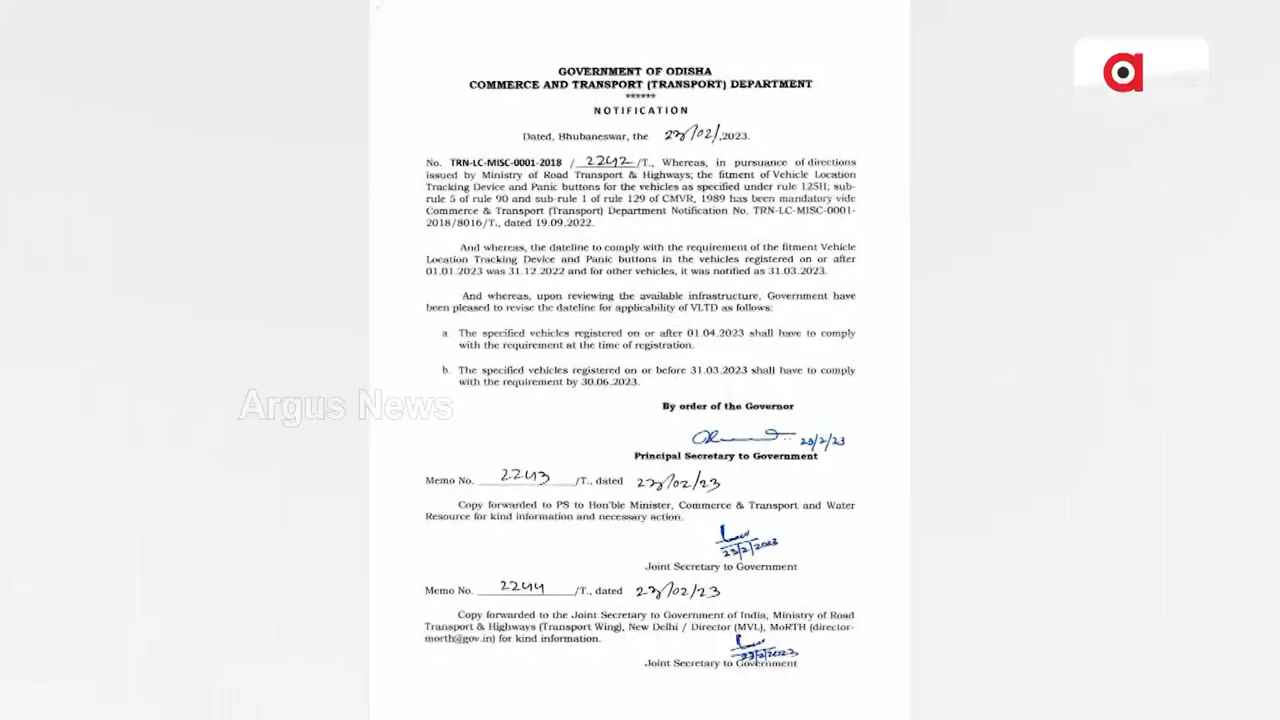 GOVERNMENT OF ODISHA
COMMERCE AND TRANSPORT (TRANSPORT) DEPARTMENT
******
NOTIFICATION
Dated, Bhubaneswar, the 23/02/,2023.
No. TRN-LC-MISC-0001-2018 / 2242/T., Whereas, in pursuance of directions
issued by Ministry of Road Transport & Highways; the fitment of Vehicle Location
Tracking Device and Panic buttons for the vehicles as specified under rule 125H; sub-
rule 5 of rule 90 and sub-rule 1 of rule 129 of CMVR, 1989 has been mandatory vide
Commerce & Transport (Transport) Department Notification No. TRN-LC-MISC-0001-
2018/8016/T., dated 19.09.2022.
And whereas, the dateline to comply with the requirement of the fitment Vehicle
Location Tracking Device and Panic buttons in the vehicles registered on or after
01.01.2023 was 31.12.2022 and for other vehicles, it was notified as 31.03.2023.
And whereas, upon reviewing the available infrastructure, Government have
been pleased to revise the dateline for applicability of VLTD as follows:
a. The specified vehicles registered on or after 01.04.2023 shall have to comply
with the requirement at the time of registration.
b. The specified vehicles registered on or before 31.03.2023 shall have to comply
with the requirement by 30.06.2023.
Argus News
By order of the Governor
23/2/23
Principal Secretary to Government
Memo No. 2243 /T., dated 23/02/23
Copy forwarded to PS to Hon'ble Minister, Commerce & Transport and Water
Resource for kind information and necessary action.
23/2/2023
Joint Secretary to Government
Memo No. 2244 /T., dated 23/02/23
Copy forwarded to the Joint Secretary to Government of India, Ministry of Road
Transport & Highways (Transport Wing), New Delhi / Director (MVL), MoRTH (director-
morth@gov.in) for kind information.
23/2/2023
Joint Secretary to Government